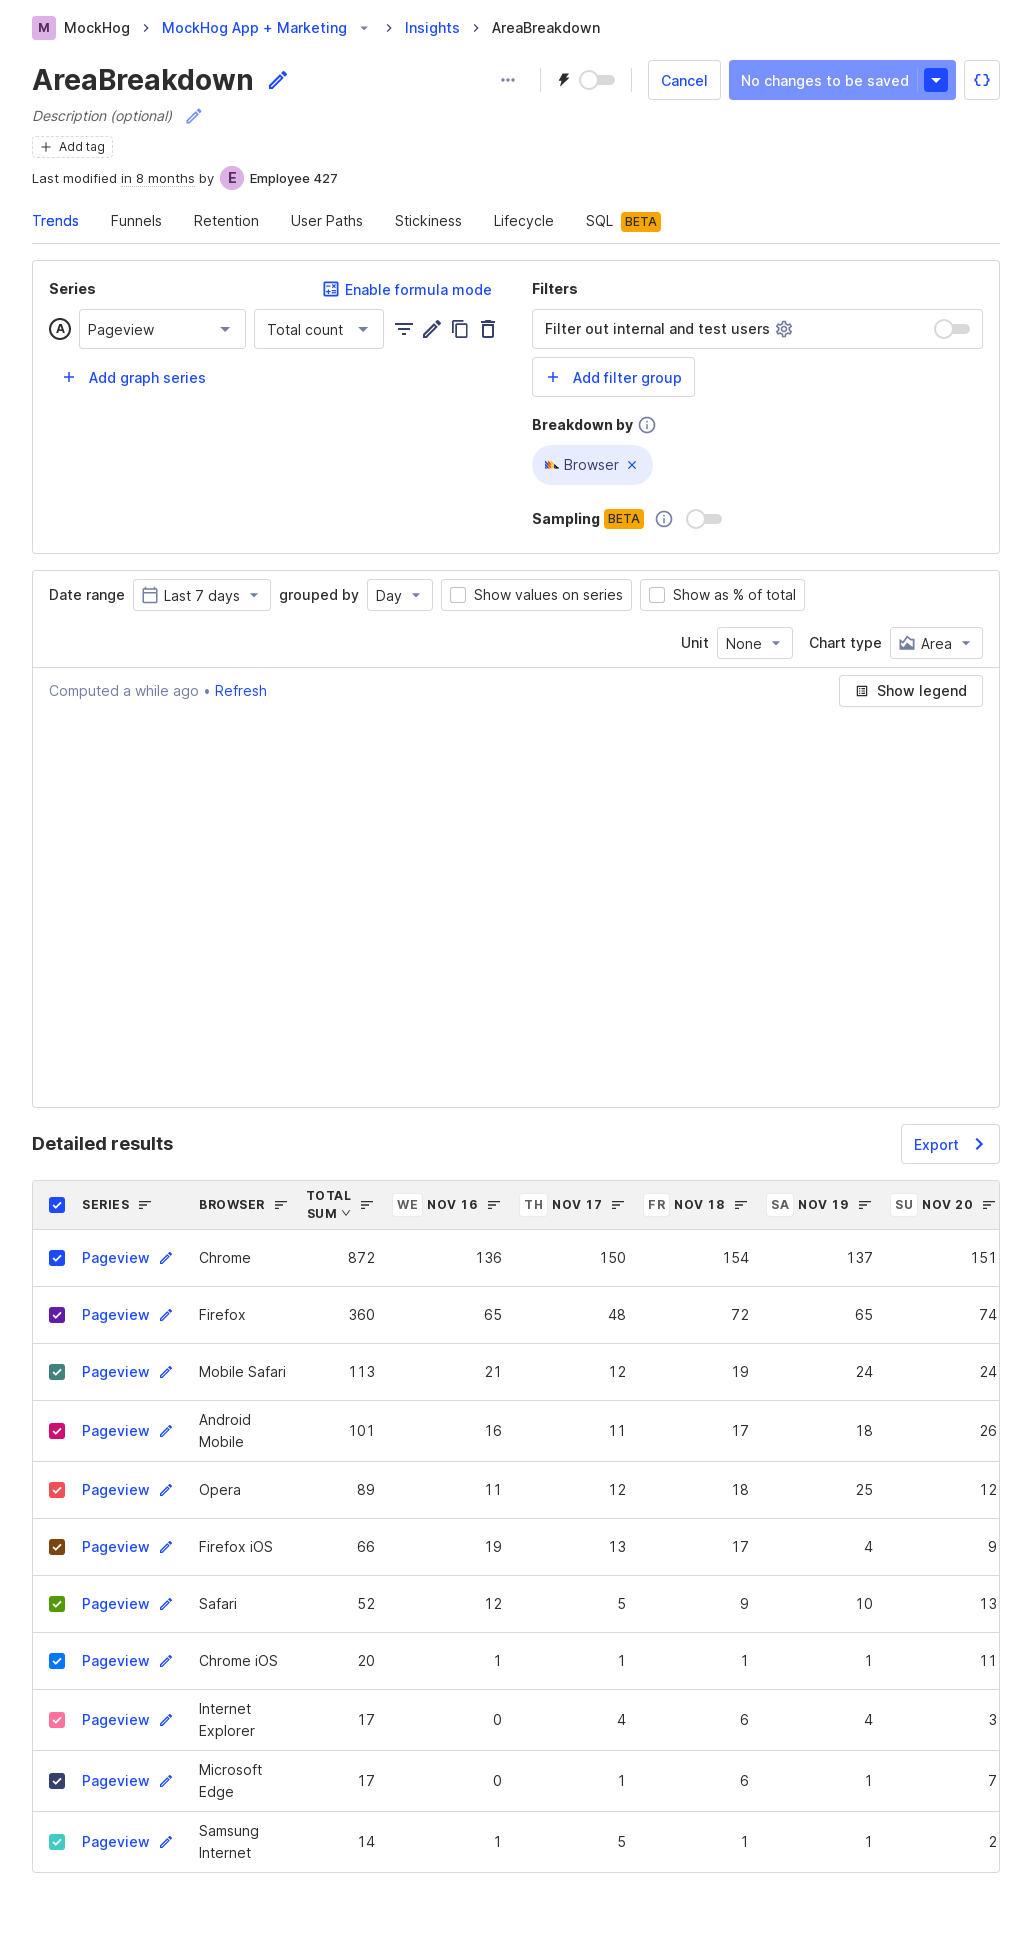 M MockHog MockHog App + Marketing Insights AreaBreakdown
AreaBreakdown Cancel No changes to be saved {}
Description (optional)
Add tag
Last modified in 8 months by E Employee 427
Trends Funnels Retention User Paths Stickiness Lifecycle SQL BETA
Series Enable formula mode Filters
A Pageview Total count Filter out internal and test users
Add graph series Add filter group
Breakdown by
Browser
Sampling BETA
Date range Last 7 days grouped by Day Show values on series Show as % of total
Unit None Chart type Area
Computed a while ago • Refresh Show legend
Detailed results Export
SERIES BROWSER TOTAL SUM WE NOV 16 TH NOV 17 FR NOV 18 SA NOV 19 SU NOV 20
Pageview Chrome 872 136 150 154 137 151
Pageview Firefox 360 65 48 72 65 74
Pageview Mobile Safari 113 21 12 19 24 24
Pageview Android Mobile 101 16 11 17 18 26
Pageview Opera 89 11 12 18 25 12
Pageview Firefox iOS 66 19 13 17 4 9
Pageview Safari 52 12 5 9 10 13
Pageview Chrome iOS 20 1 1 1 1 11
Pageview Internet Explorer 17 0 4 6 4 3
Pageview Microsoft Edge 17 0 1 6 1 7
Pageview Samsung Internet 14 1 5 1 1 2